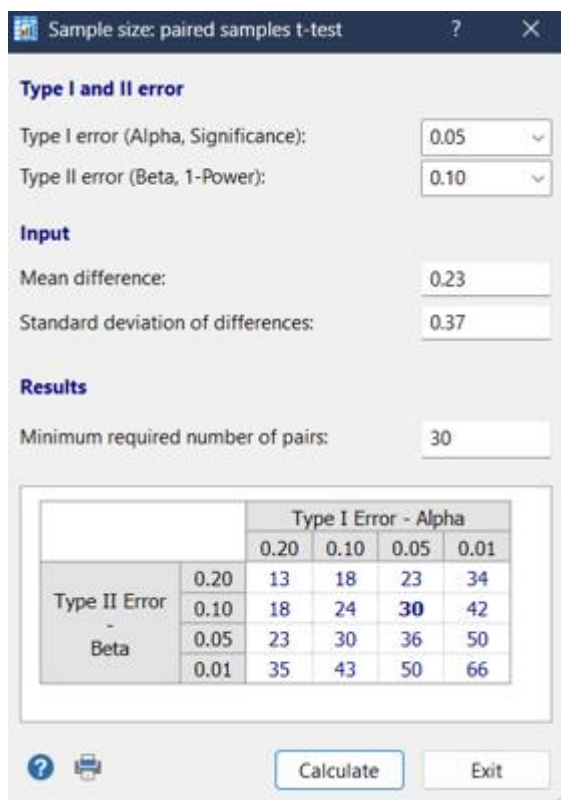 Sample size: paired samples t-test ? ×
Type I and II error
Type I error (Alpha, Significance): 0.05
Type II error (Beta, 1-Power): 0.10
Input
Mean difference: 0.23
Standard deviation of differences: 0.37
Results
Minimum required number of pairs: 30
Type I Error - Alpha
0.20 0.10 0.05 0.01
Type II Error
-
Beta
0.20 13 18 23 34
0.10 18 24 30 42
0.05 23 30 36 50
0.01 35 43 50 66
? Calculate Exit